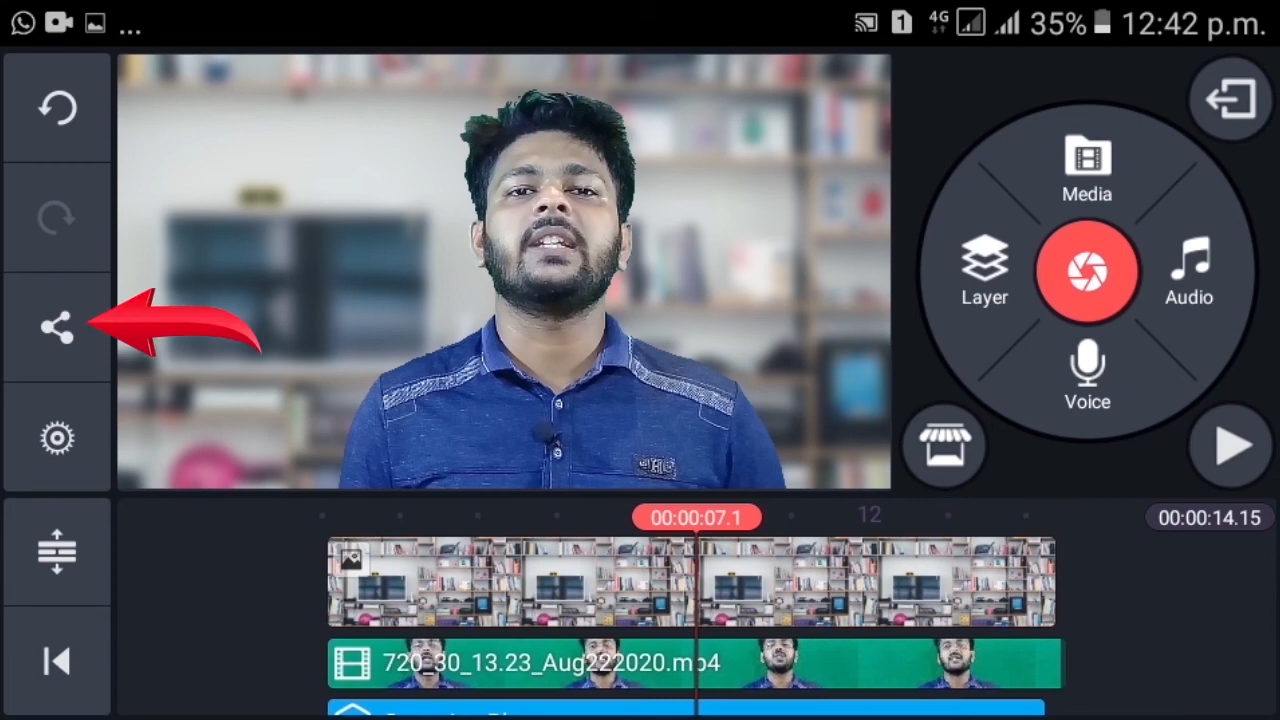 ... 1 4G 35% 12:42 p.m.
Media
Layer
Audio
Voice
00:00:07.1
12
00:00:14.15
720_30_13.23_Aug222020.mp4